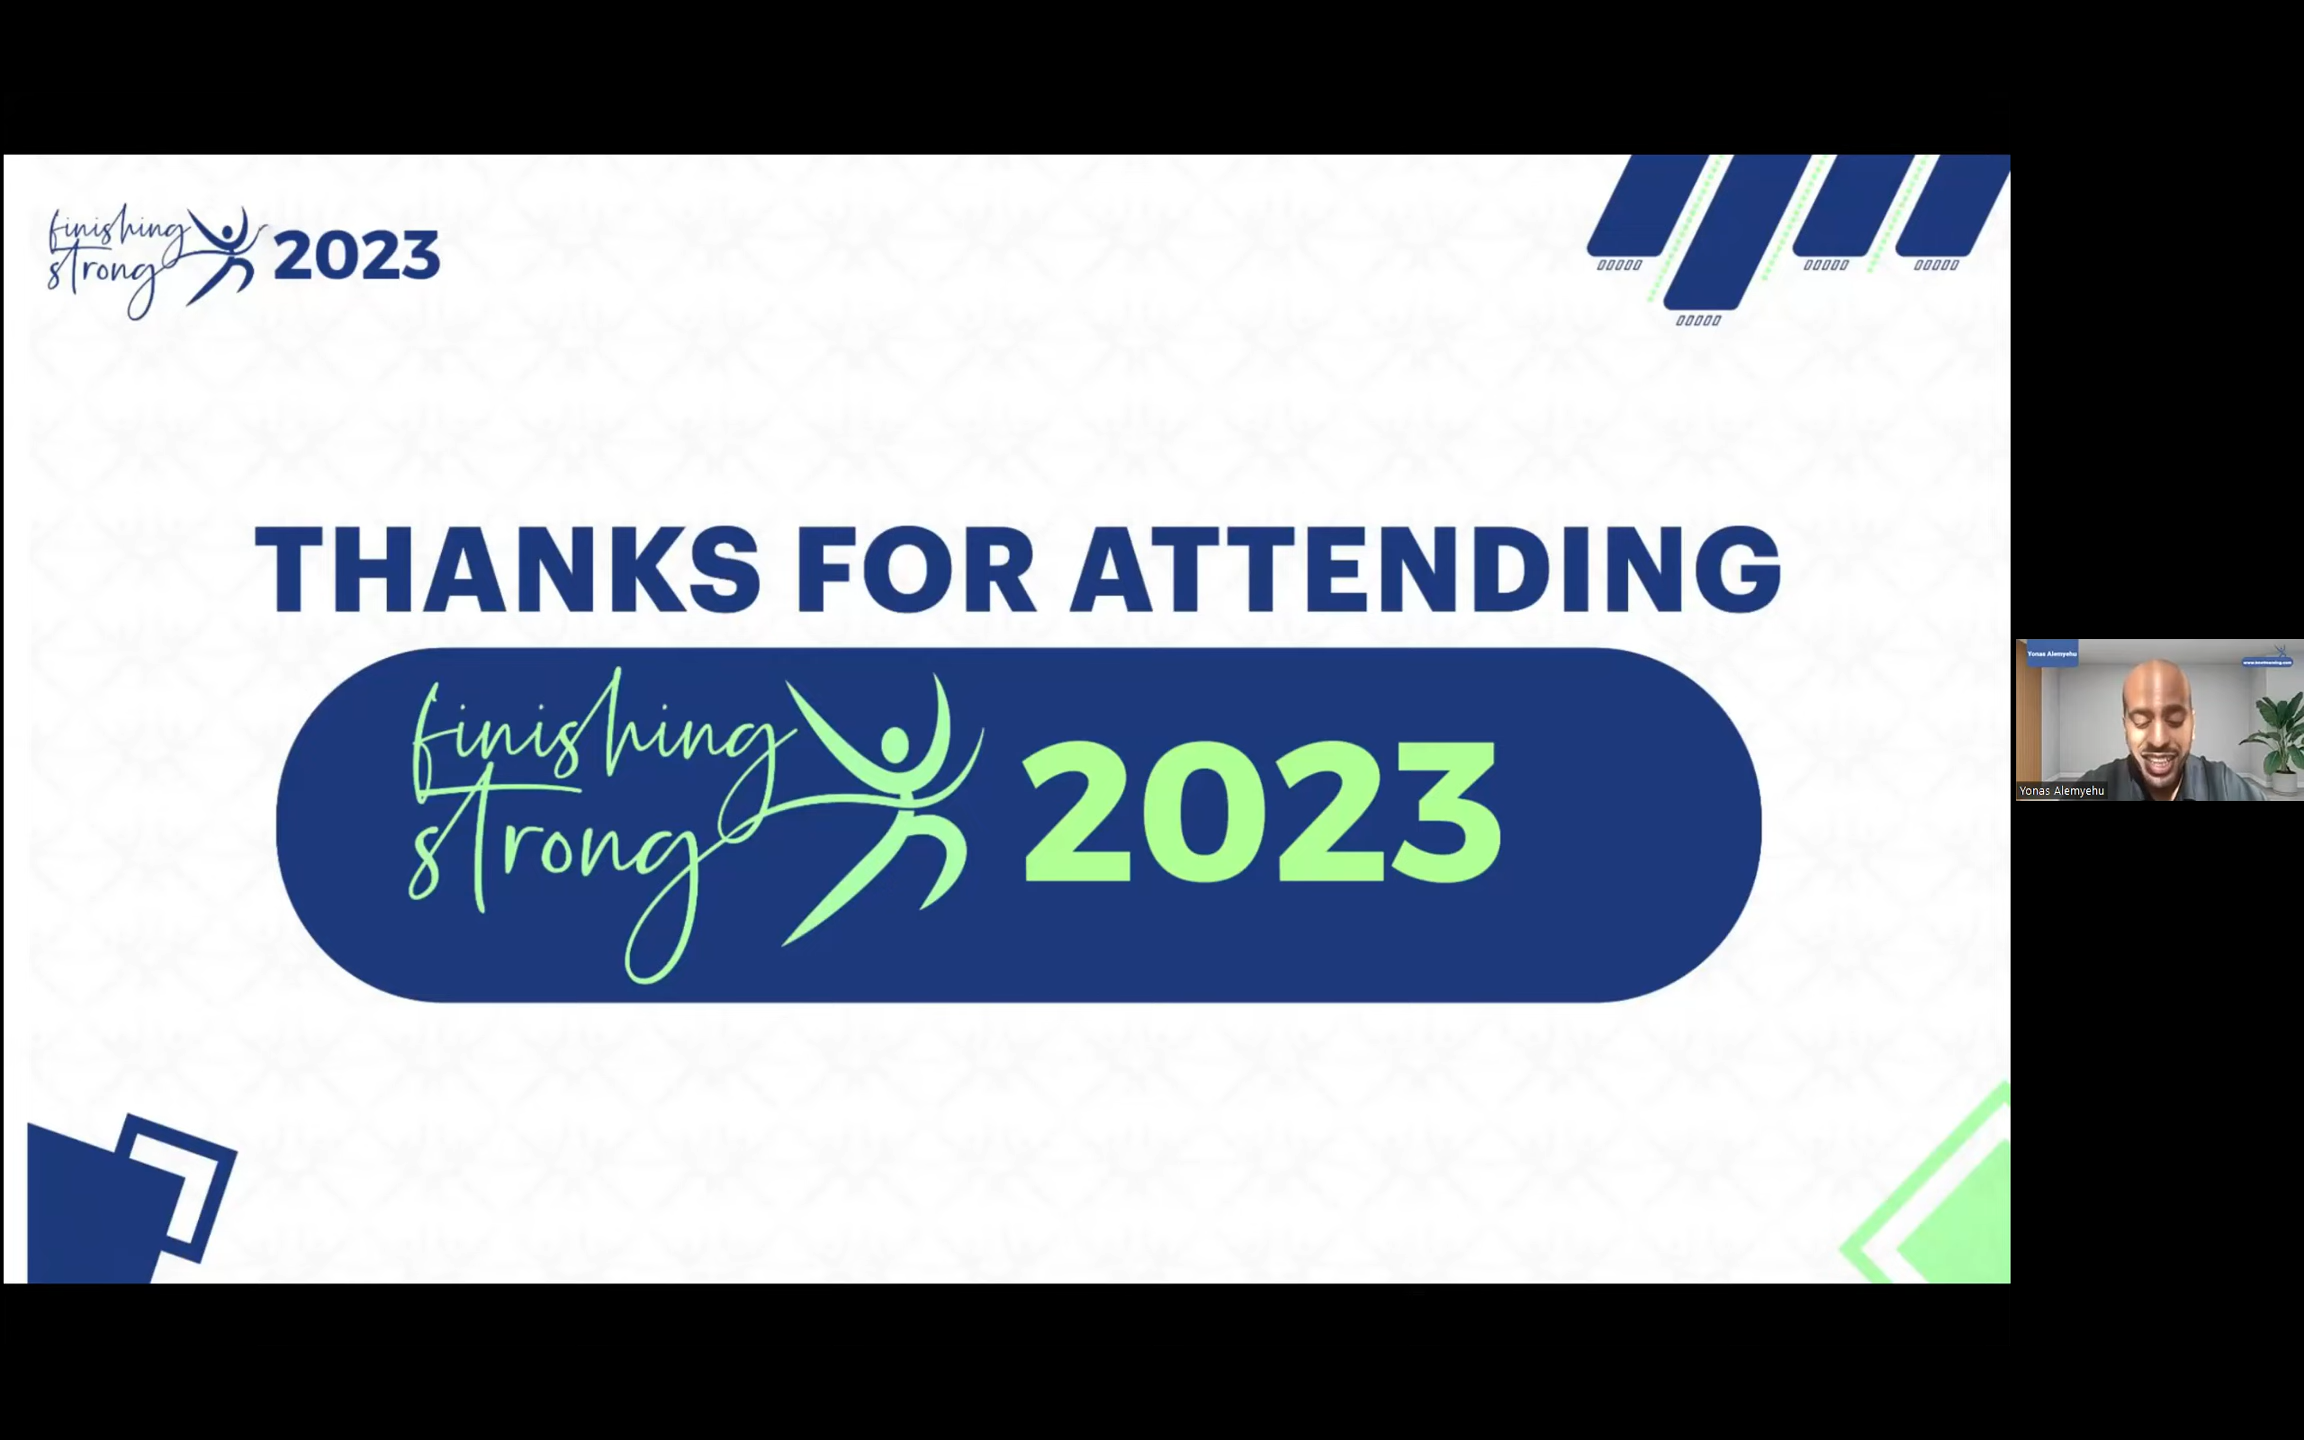 finishing
strong
2023
THANKS FOR ATTENDING
finishing
strong
2023
Yonas Alemyehu
Yonas Alemyehu